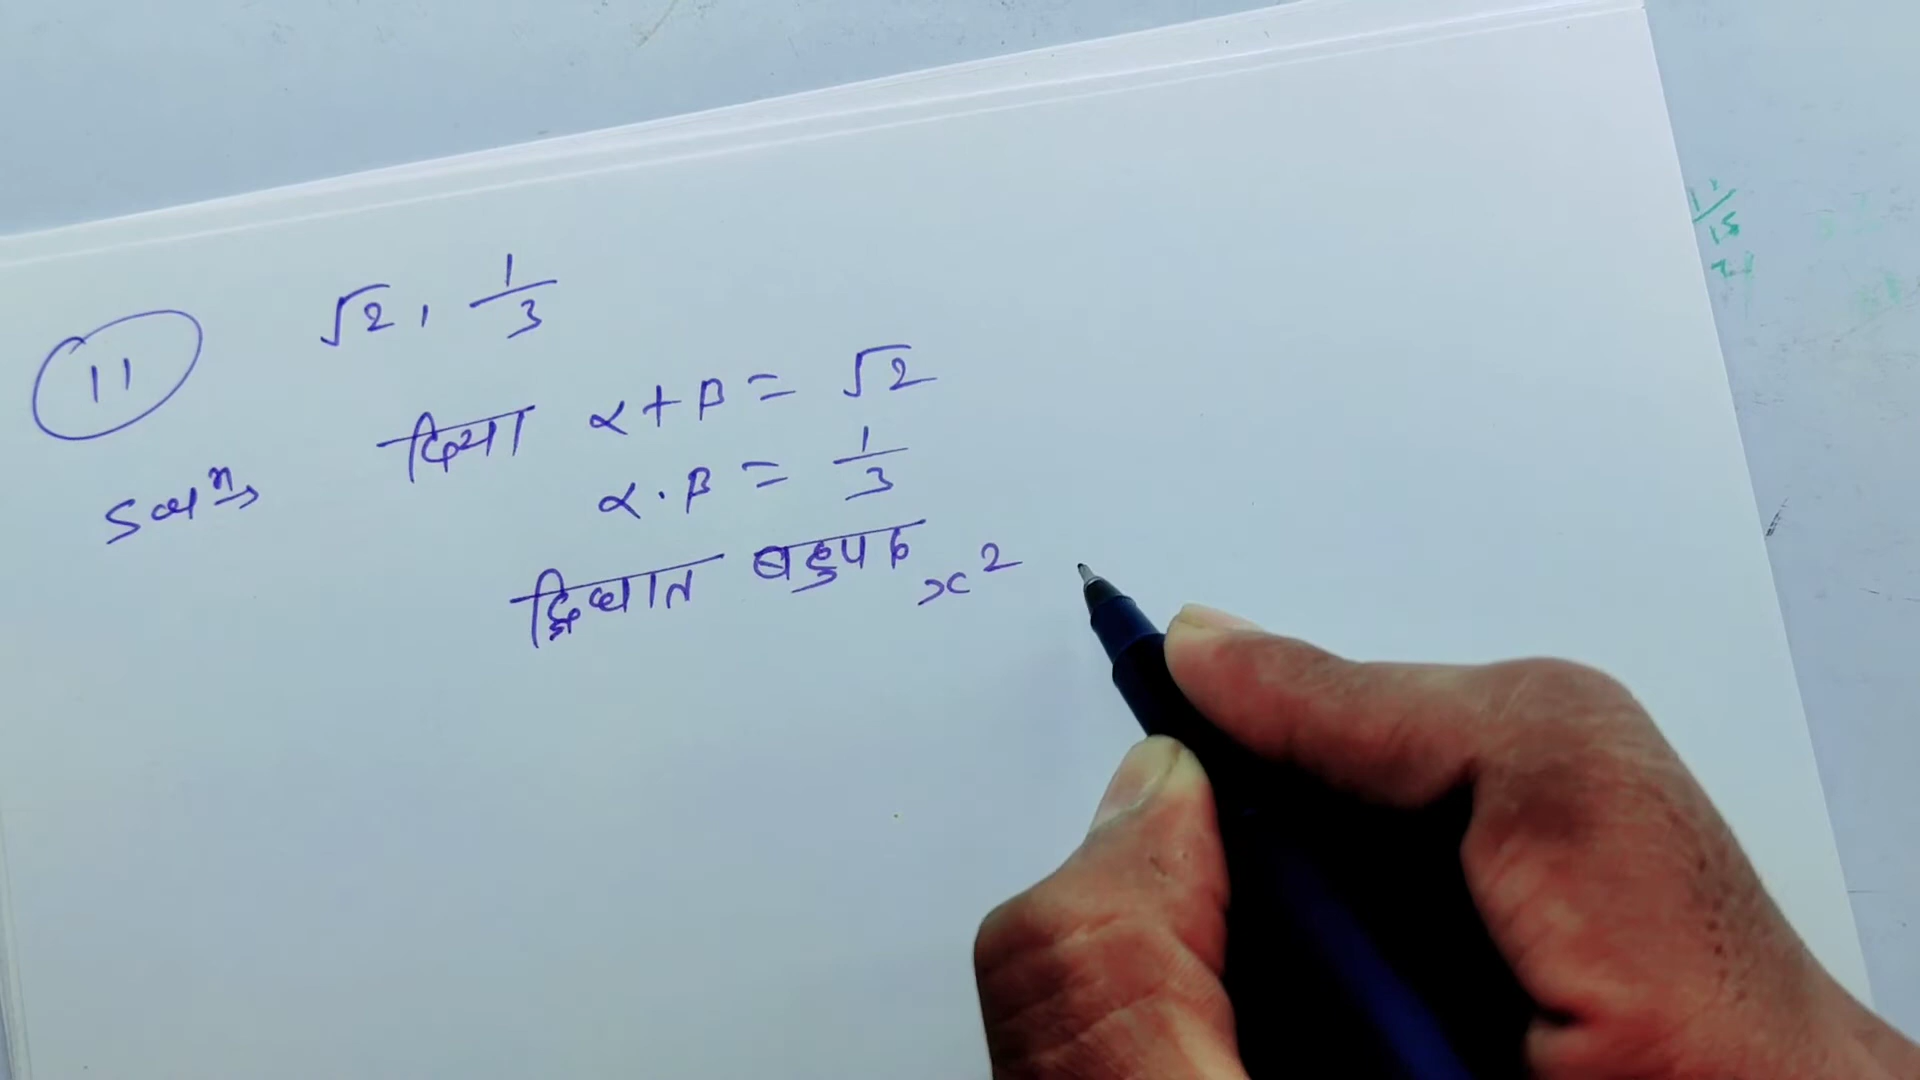 11 √2, 1/3
Solⁿ→ दिया α+β = √2
α·β = 1/3
द्विघात बहुपद x²